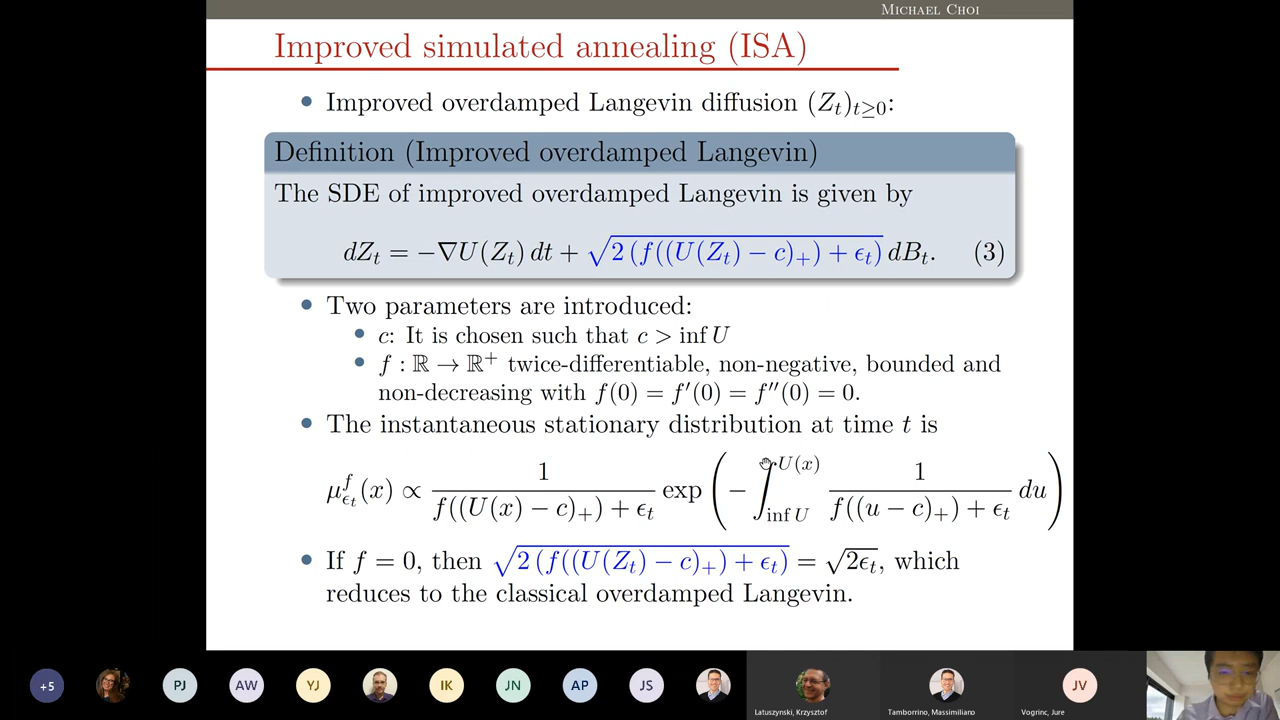 MICHAEL CHOI
Improved simulated annealing (ISA)
• Improved overdamped Langevin diffusion (Z_t)_{t≥0}:
Definition (Improved overdamped Langevin)
The SDE of improved overdamped Langevin is given by
dZ_t = −∇U(Z_t) dt + √(2 (f((U(Z_t) − c)_+) + ϵ_t)) dB_t. (3)
• Two parameters are introduced:
• c: It is chosen such that c > inf U
• f : ℝ → ℝ^+ twice-differentiable, non-negative, bounded and
non-decreasing with f(0) = f′(0) = f″(0) = 0.
• The instantaneous stationary distribution at time t is
μ^f_{ϵ_t}(x) ∝ 1/(f((U(x) − c)_+) + ϵ_t) exp(−∫_{inf U}^{U(x)} 1/(f((u − c)_+) + ϵ_t) du)
• If f = 0, then √(2 (f((U(Z_t) − c)_+) + ϵ_t)) = √(2ϵ_t), which
reduces to the classical overdamped Langevin.
+5 PJ AW YJ IK JN AP JS JV
Latuszynski, Krzysztof Tamborrino, Massimiliano Vogrinc, Jure